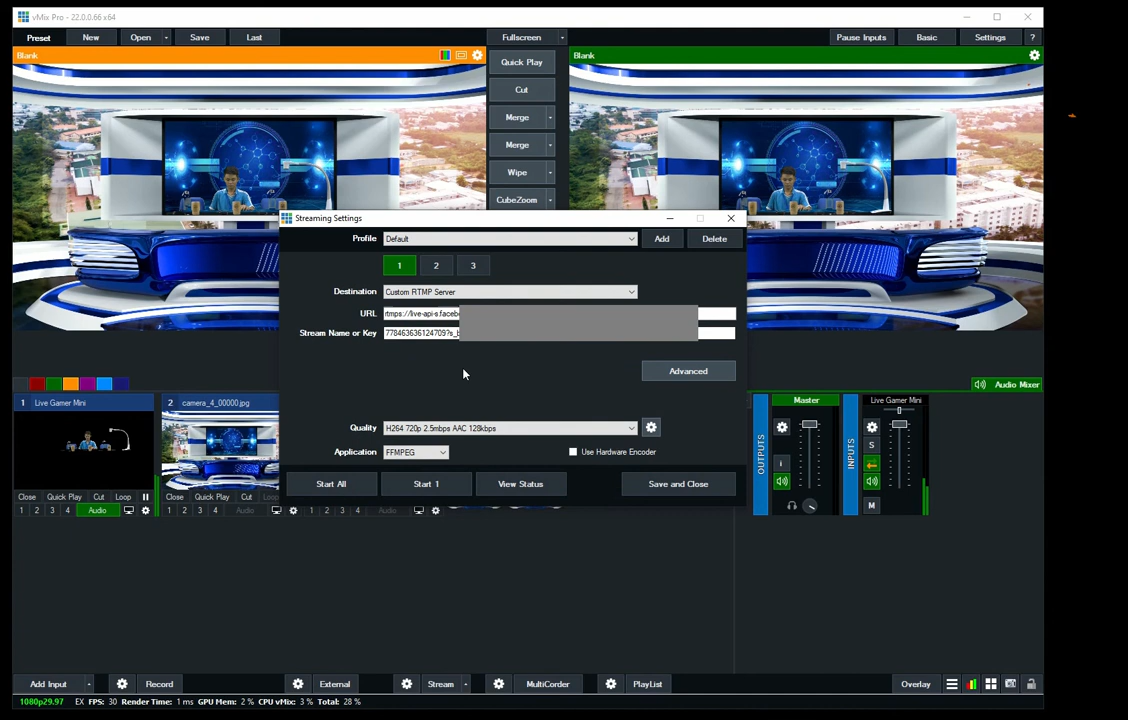 vMix Pro - 22.0.0.66 x64
Preset New Open Save Last Fullscreen Pause Inputs Basic Settings ?
Blank
Quick Play
Blank
Cut
Merge
Merge
Wipe
CubeZoom
Streaming Settings
Profile Default Add Delete
1 2 3
Destination Custom RTMP Server
URL rtmps://live-api-s.facebo
Stream Name or Key 778463636124709?s_b
Advanced
Quality H264 720p 2.5mbps AAC 128kbps
Application FFMPEG Use Hardware Encoder
Start All Start 1 View Status Save and Close
Audio Mixer
1 Live Gamer Mini
2 camera_4_00000.jpg
Close Quick Play Cut Loop
Close Quick Play Cut Loop
1 2 3 4 Audio
1 2 3 4 Audio
1 2 3 4 Audio
OUTPUTS
Master
i
INPUTS
Live Gamer Mini
S
M
Add Input Record External Stream MultiCorder PlayList Overlay
1080p29.97 EX FPS: 30 Render Time: 1 ms GPU Mem: 2 % CPU vMix: 3 % Total: 28 %